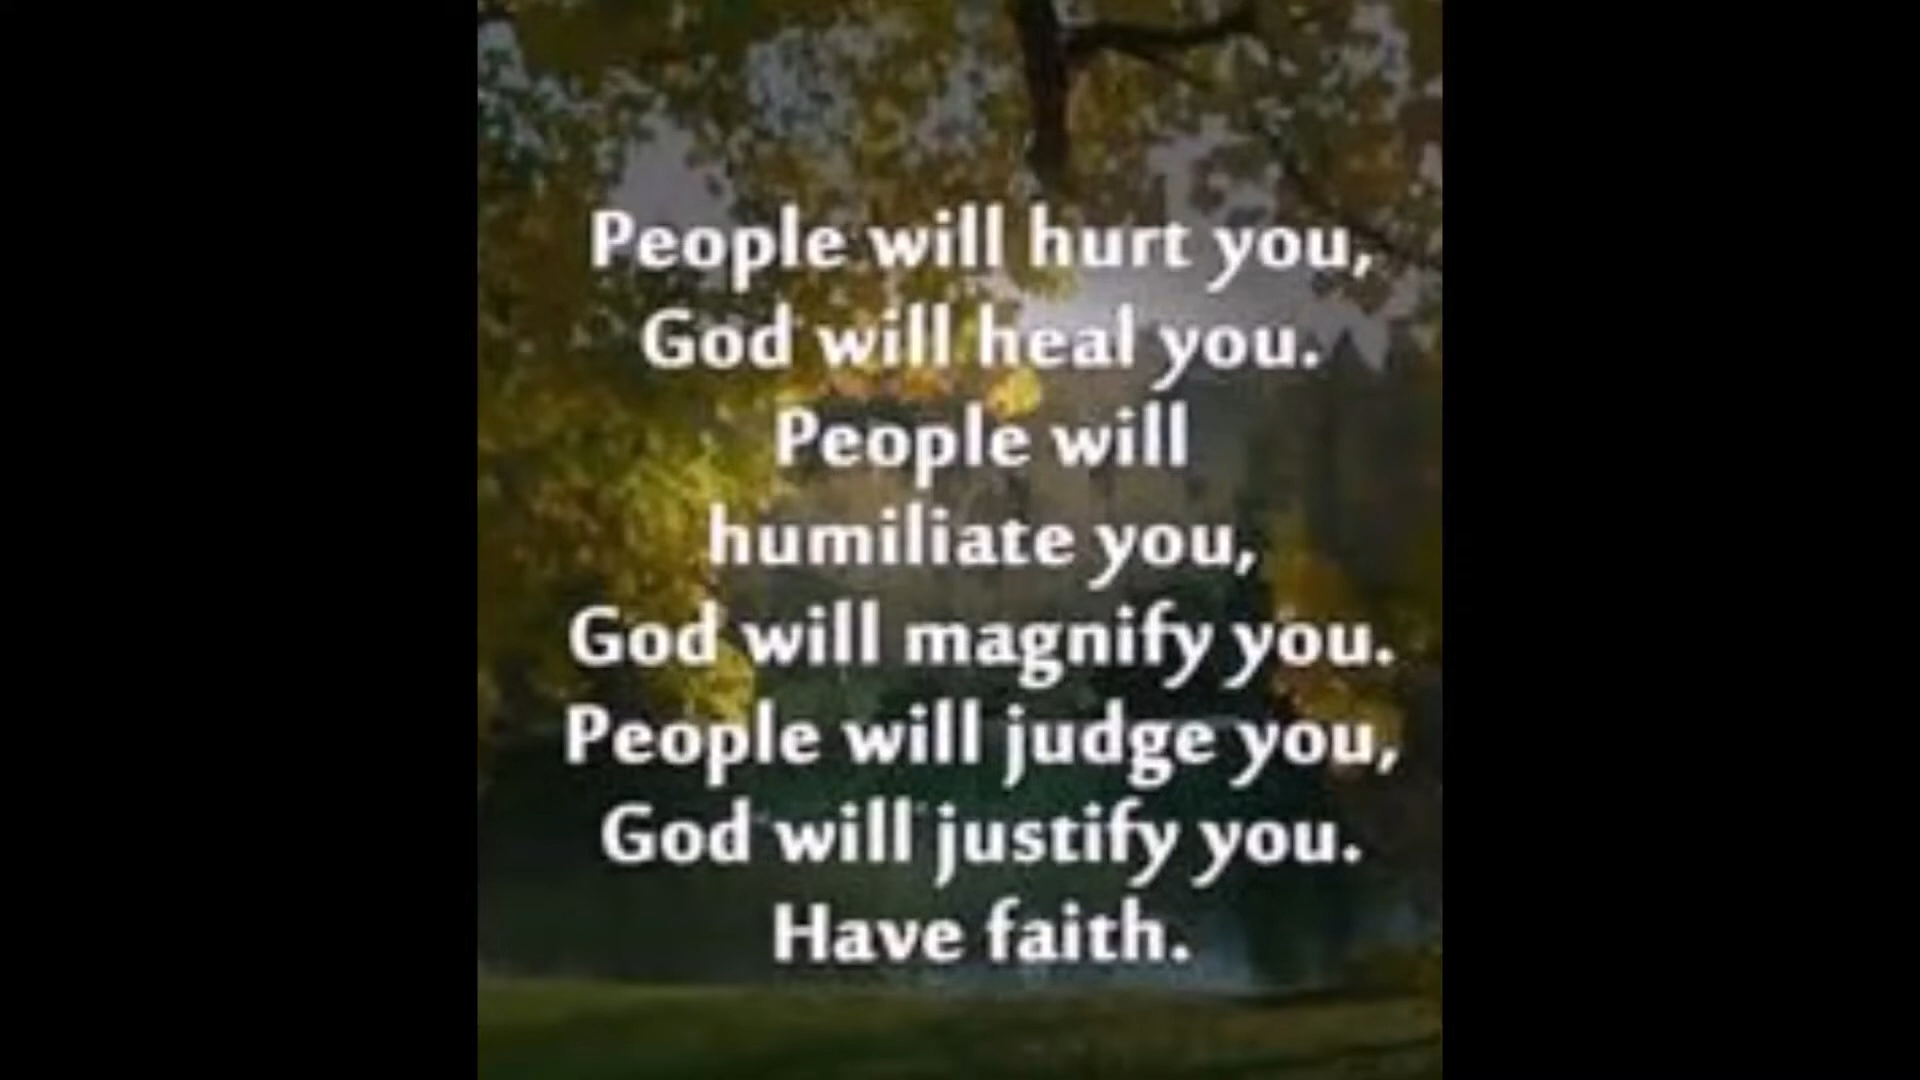 People will hurt you,
God will heal you.
People will
humiliate you,
God will magnify you.
People will judge you,
God will justify you.
Have faith.